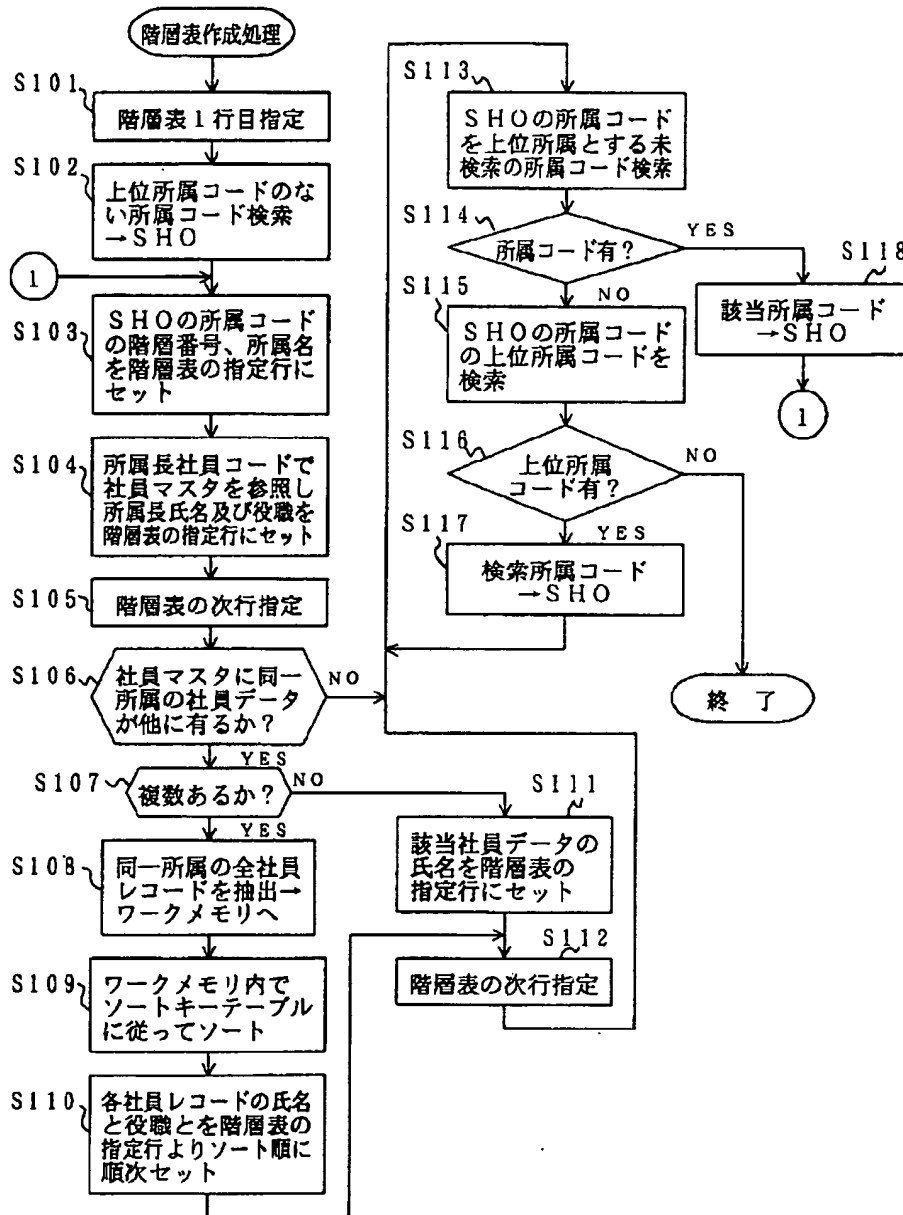 階層表作成処理
S101
階層表1行目指定
S102
上位所属コードのな
い所属コード検索
→SHO
1
S103
SHOの所属コード
の階層番号、所属名
を階層表の指定行に
セット
S104
所属長社員コードで
社員マスタを参照し
所属長氏名及び役職を
階層表の指定行にセット
S105
階層表の次行指定
S106
社員マスタに同一
所属の社員データ
が他に有るか?
NO
YES
S107
複数あるか?
NO
YES
S108
同一所属の全社員
レコードを抽出→
ワークメモリへ
S109
ワークメモリ内で
ソートキーテーブル
に従ってソート
S110
各社員レコードの氏名
と役職とを階層表の
指定行よりソート順に
順次セット
S111
該当社員データの
氏名を階層表の
指定行にセット
S112
階層表の次行指定
S113
SHOの所属コード
を上位所属とする未
検索の所属コード検索
S114
所属コード有?
YES
NO
S115
SHOの所属コード
の上位所属コードを
検索
S116
上位所属
コード有?
NO
YES
S117
検索所属コード
→SHO
S118
該当所属コード
→SHO
1
終 了